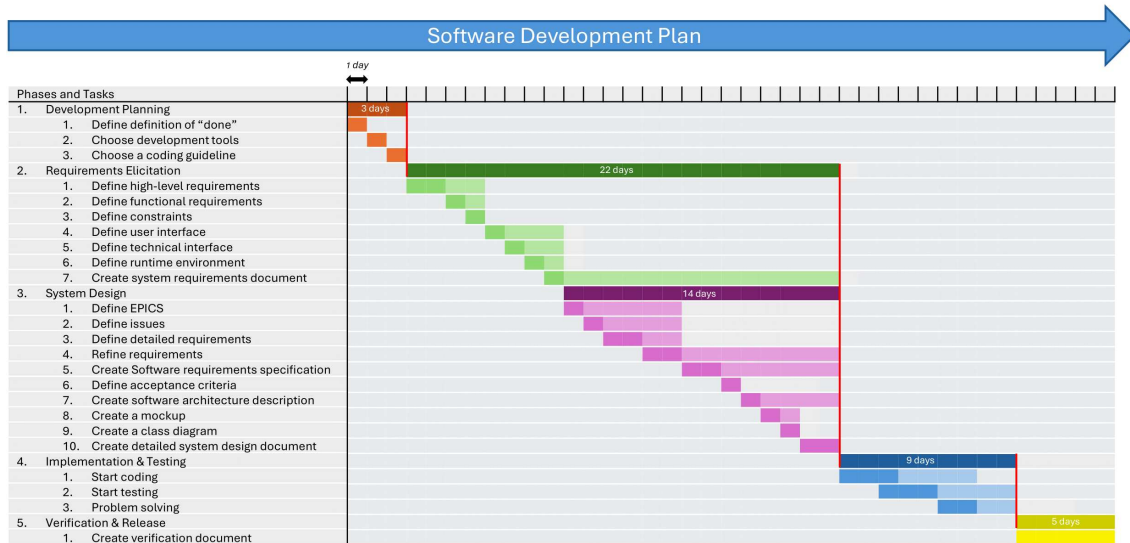 Software Development Plan
1 day
Phases and Tasks
1. Development Planning 3 days
1. Define definition of “done”
2. Choose development tools
3. Choose a coding guideline
2. Requirements Elicitation 22 days
1. Define high-level requirements
2. Define functional requirements
3. Define constraints
4. Define user interface
5. Define technical interface
6. Define runtime environment
7. Create system requirements document
3. System Design 14 days
1. Define EPICS
2. Define issues
3. Define detailed requirements
4. Refine requirements
5. Create Software requirements specification
6. Define acceptance criteria
7. Create software architecture description
8. Create a mockup
9. Create a class diagram
10. Create detailed system design document
4. Implementation & Testing 9 days
1. Start coding
2. Start testing
3. Problem solving
5. Verification & Release 5 days
1. Create verification document